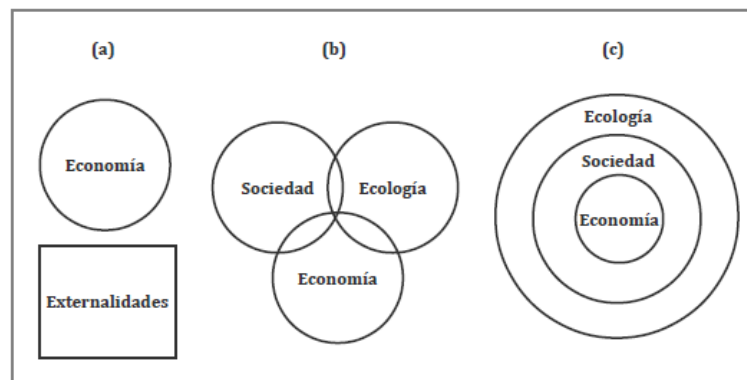 (a)
Economía
Externalidades
(b)
Sociedad
Ecología
Economía
(c)
Ecología
Sociedad
Economía